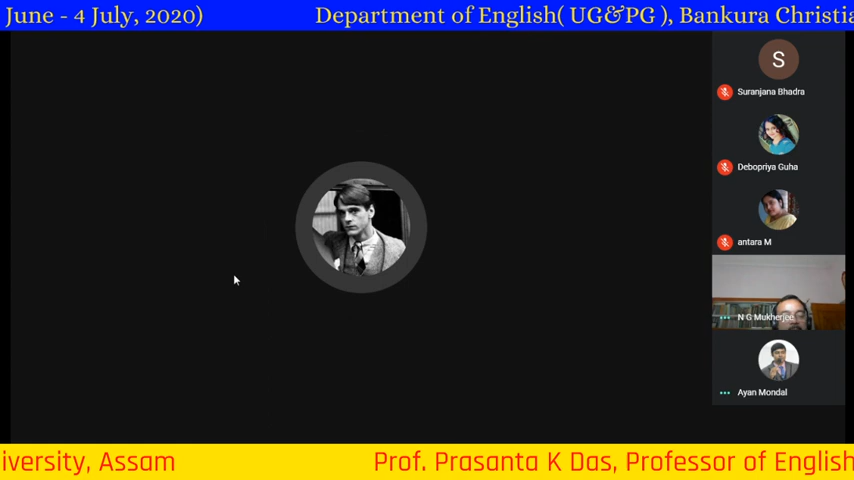 June - 4 July, 2020) Department of English( UG&PG ), Bankura Christia
S
Suranjana Bhadra
Debopriya Guha
antara M
N G Mukherjee
Ayan Mondal
iversity, Assam Prof. Prasanta K Das, Professor of English